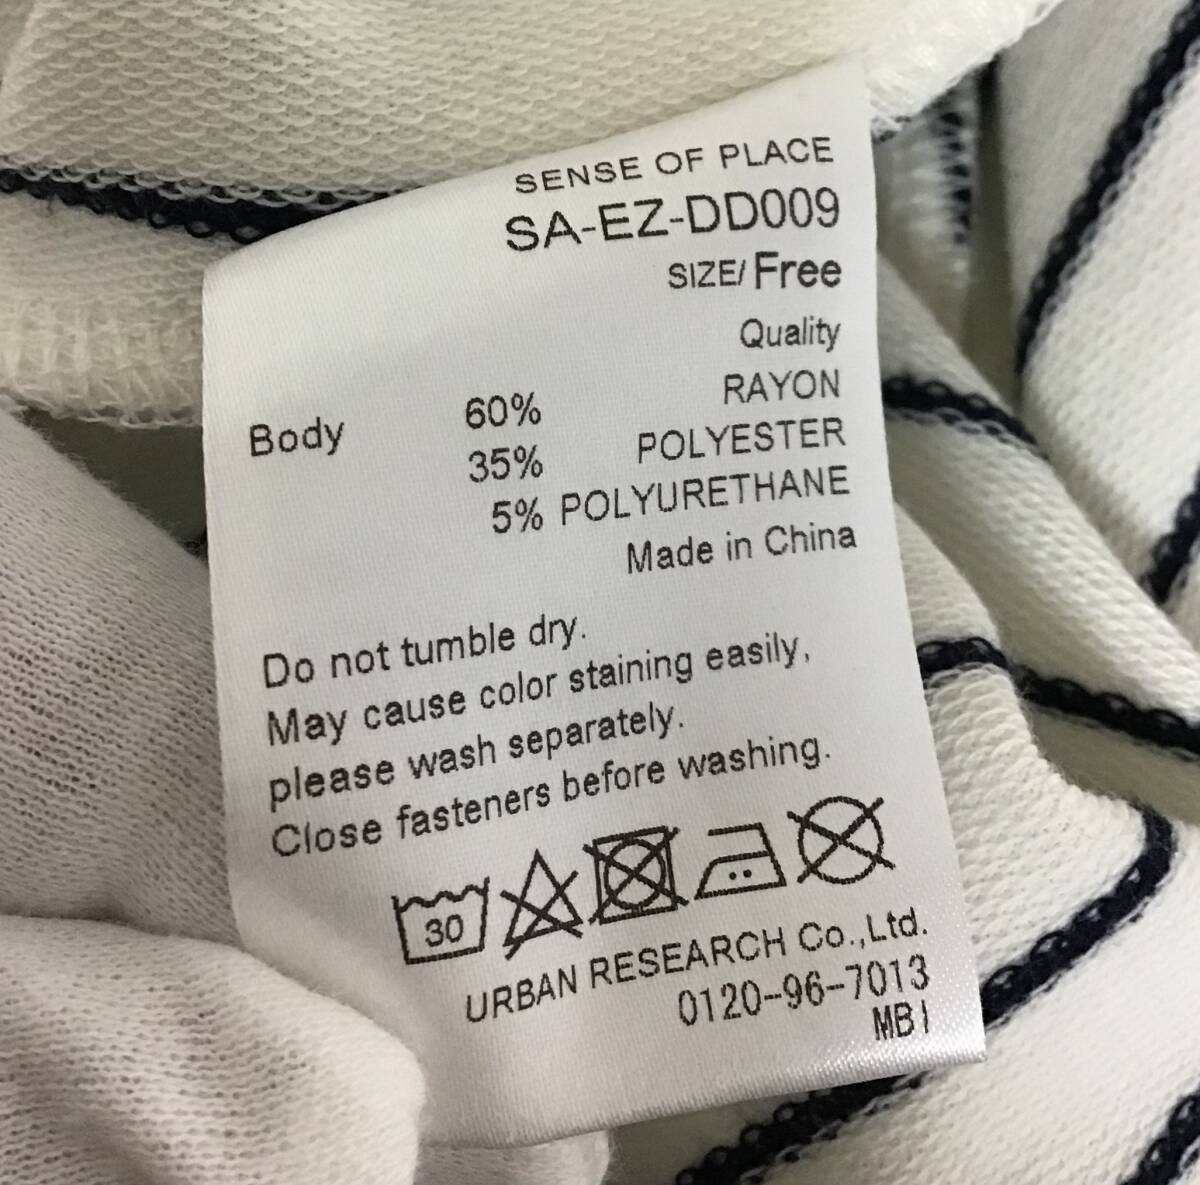 SENSE OF PLACE
SA-EZ-DD009
SIZE/ Free
Quality
Body 60% RAYON
35% POLYESTER
5% POLYURETHANE
Made in China
Do not tumble dry.
May cause color staining easily,
please wash separately.
Close fasteners before washing.
30
URBAN RESEARCH Co.,Ltd.
0120-96-7013
MB1